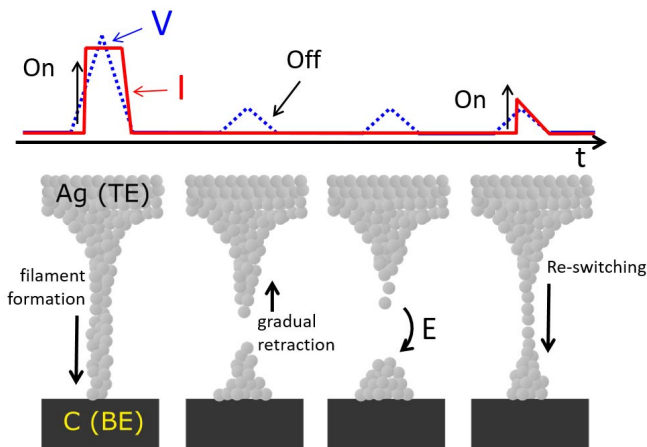 V
On
Off
I
On
t
Ag (TE)
filament
formation
gradual
retraction
E
Re-switching
C (BE)